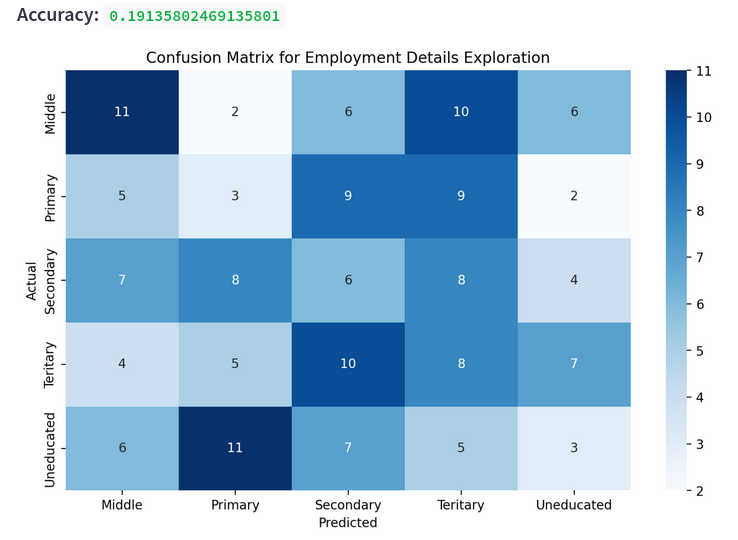 Accuracy: 0.19135802469135801
Confusion Matrix for Employment Details Exploration
Middle 11 2 6 10 6
Primary 5 3 9 9 2
Secondary 7 8 6 8 4
Teritary 4 5 10 8 7
Uneducated 6 11 7 5 3
Actual
Middle Primary Secondary Teritary Uneducated
Predicted
11
10
9
8
7
6
5
4
3
2